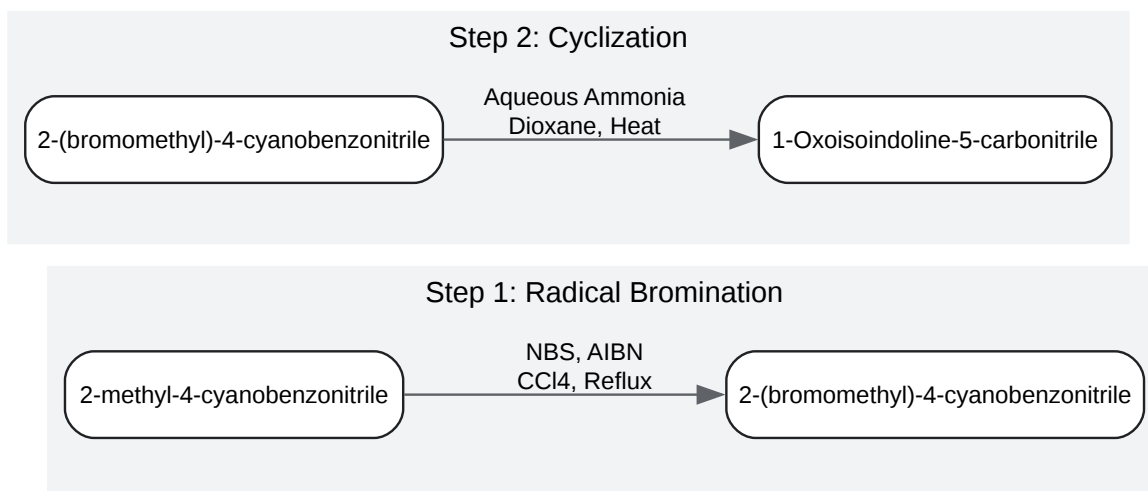 Step 2: Cyclization
2-(bromomethyl)-4-cyanobenzonitrile
Aqueous Ammonia
Dioxane, Heat
1-Oxoisoindoline-5-carbonitrile
Step 1: Radical Bromination
2-methyl-4-cyanobenzonitrile
NBS, AIBN
CCl4, Reflux
2-(bromomethyl)-4-cyanobenzonitrile